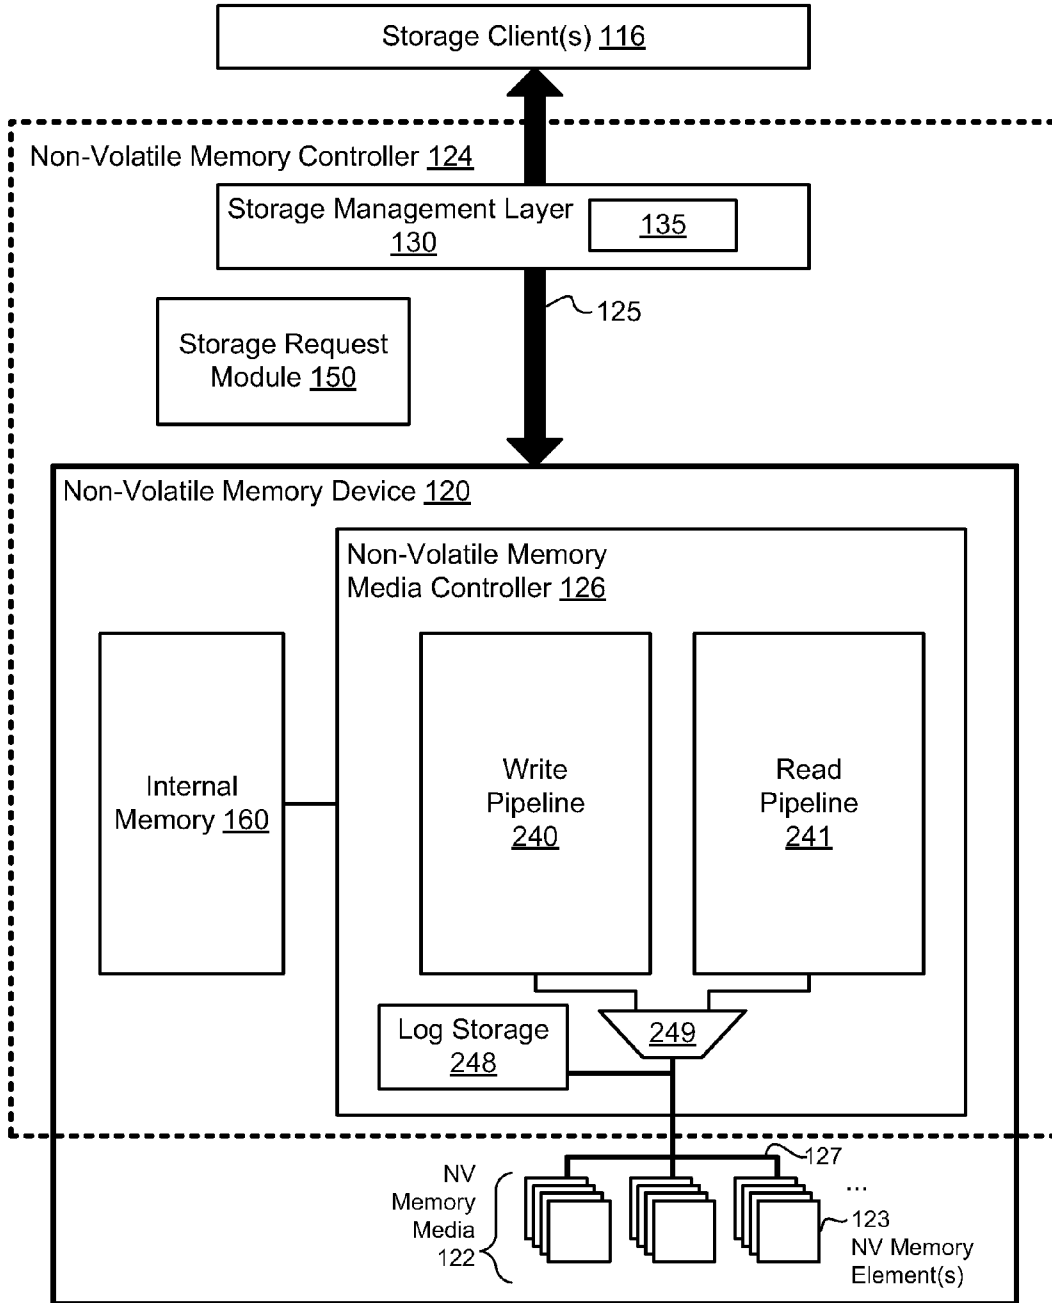 Storage Client(s) 116
Non-Volatile Memory Controller 124
Storage Management Layer
130
135
125
Storage Request
Module 150
Non-Volatile Memory Device 120
Non-Volatile Memory
Media Controller 126
Internal
Memory 160
Write
Pipeline
240
Read
Pipeline
241
Log Storage
248
249
127
NV
Memory
Media
122
...
123
NV Memory
Element(s)